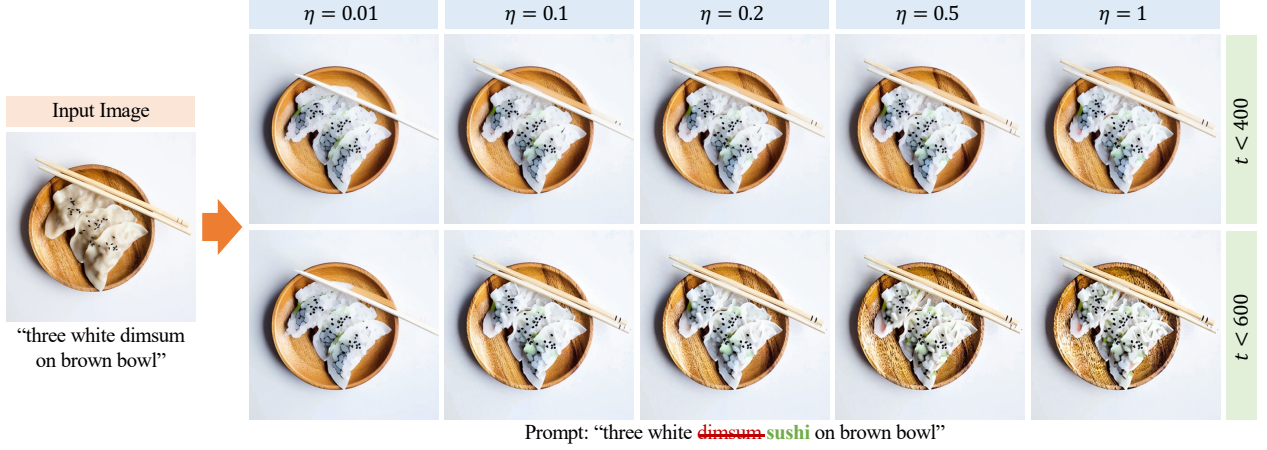 η = 0.01
η = 0.1
η = 0.2
η = 0.5
η = 1
Input Image
t < 400
t < 600
“three white dimsum
on brown bowl”
Prompt: “three white dimsum sushi on brown bowl”